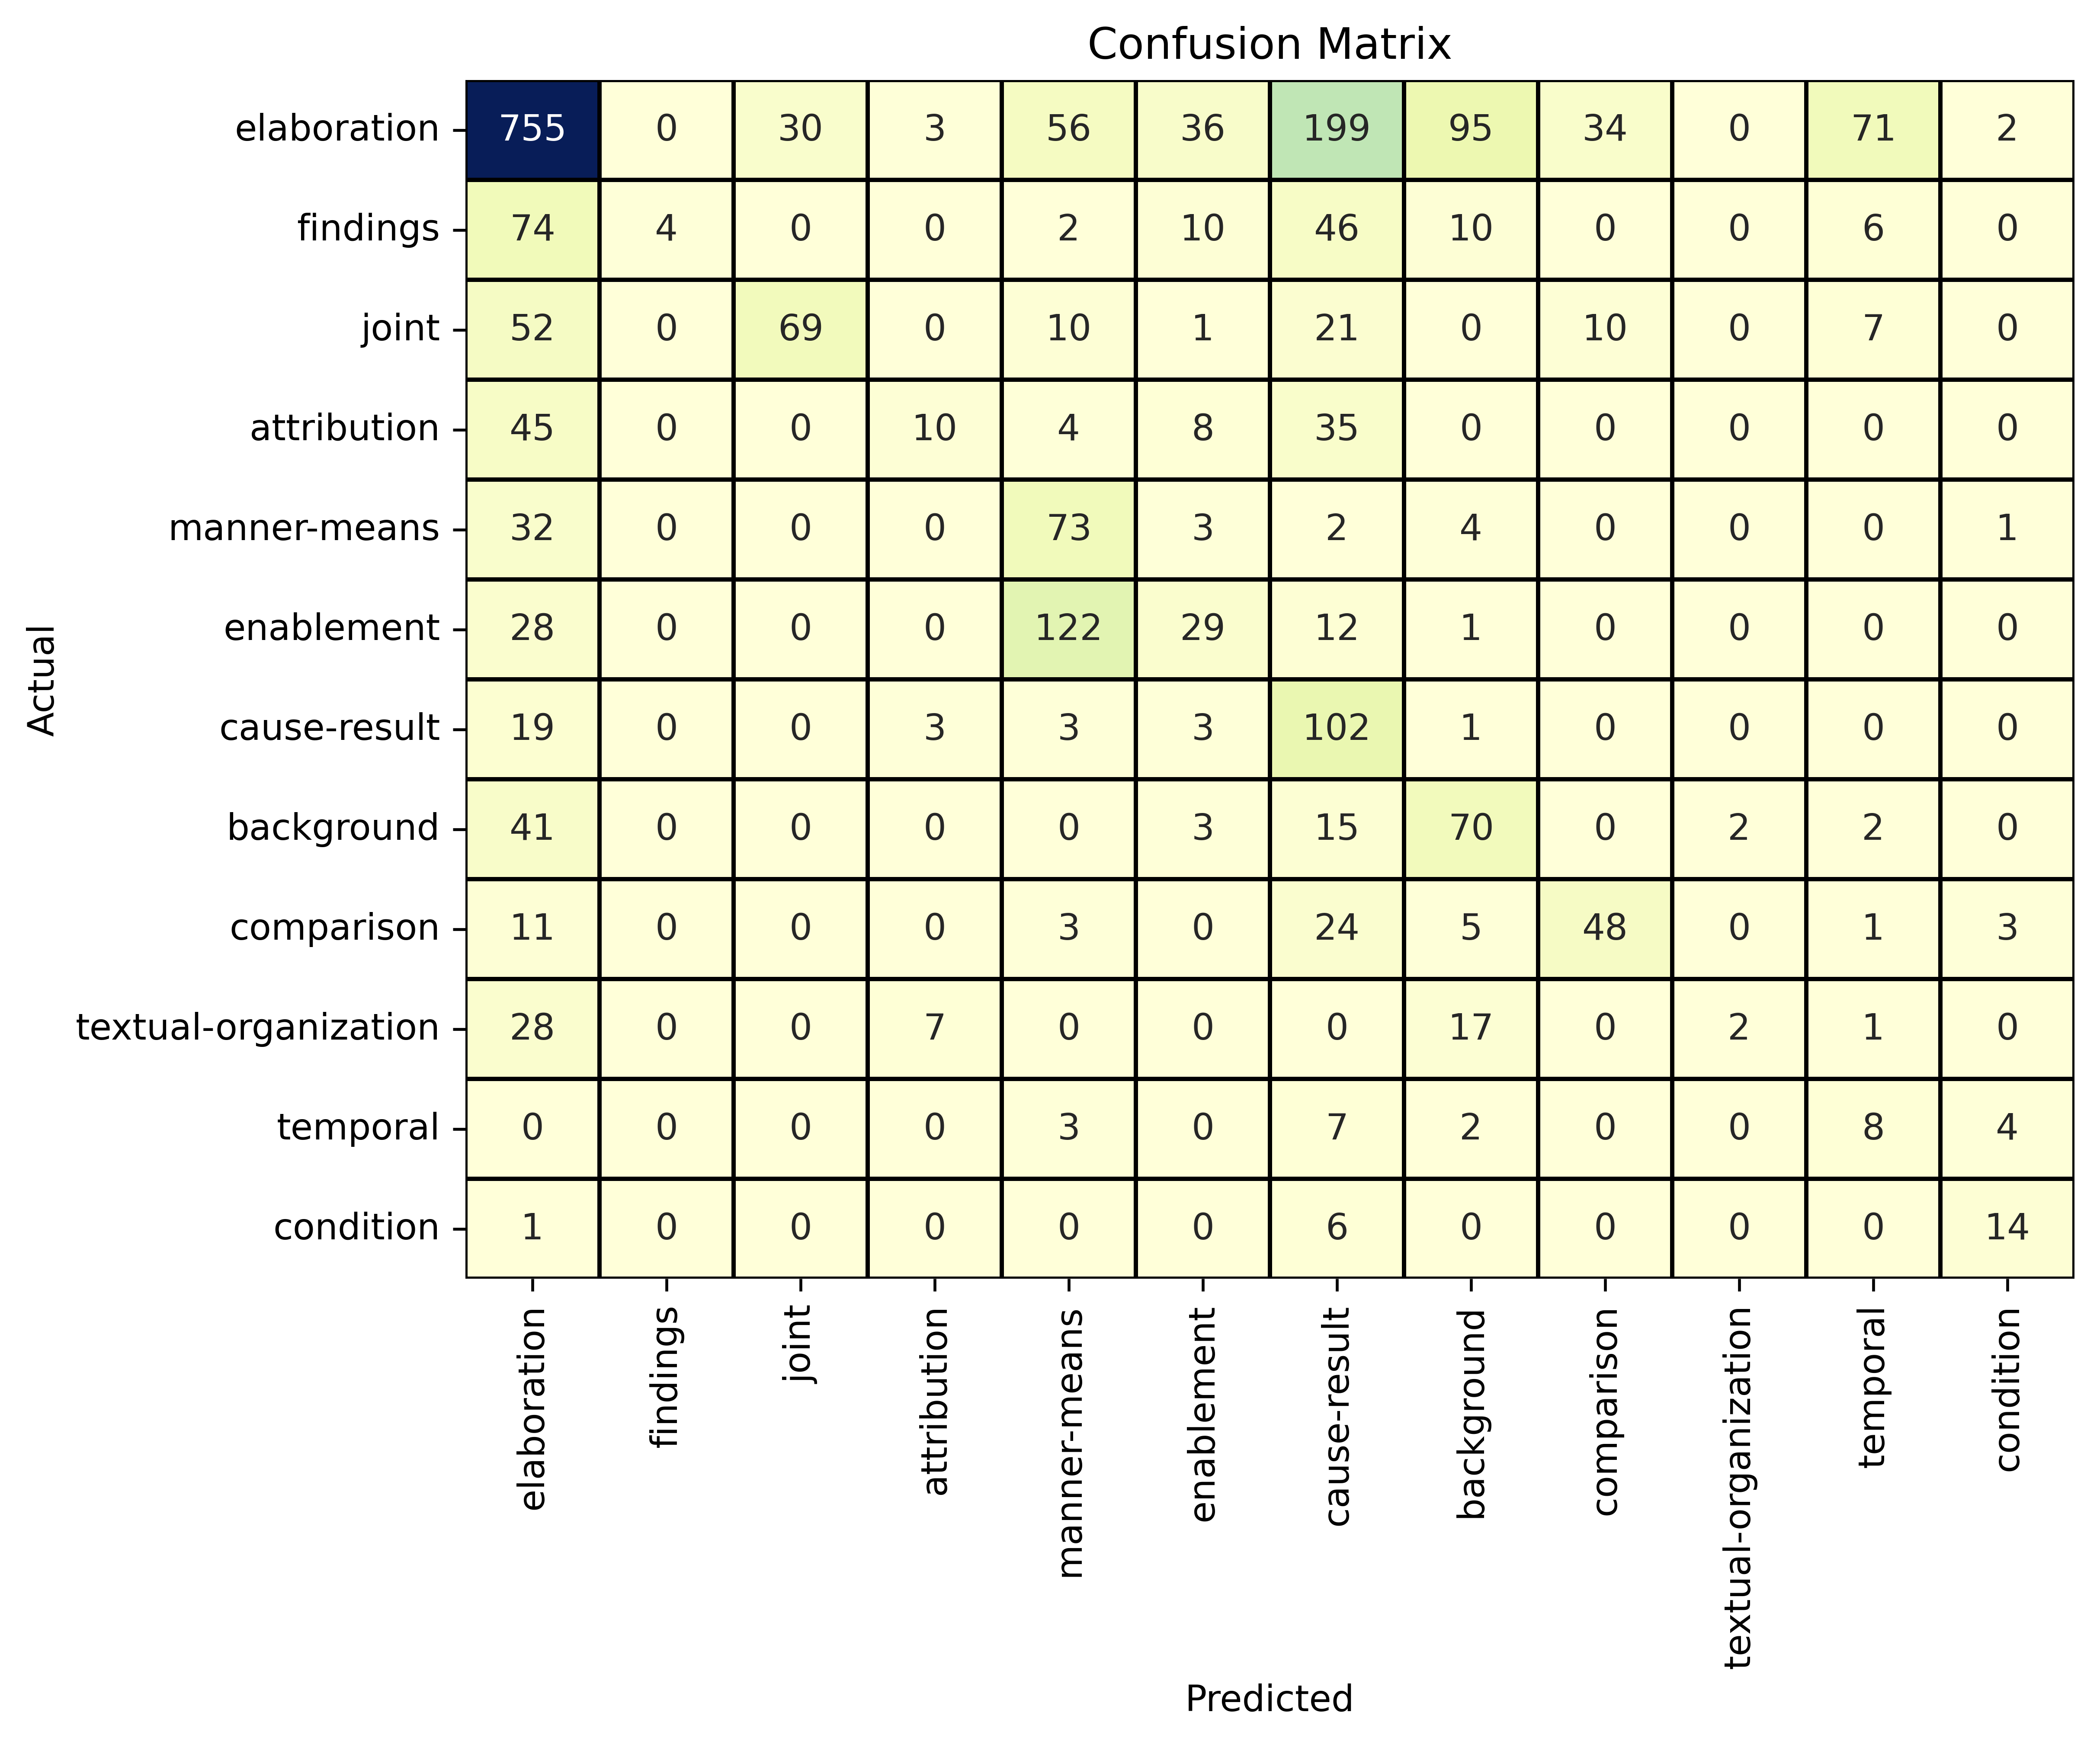 Confusion Matrix
elaboration 755 0 30 3 56 36 199 95 34 0 71 2
findings 74 4 0 0 2 10 46 10 0 0 6 0
joint 52 0 69 0 10 1 21 0 10 0 7 0
attribution 45 0 0 10 4 8 35 0 0 0 0 0
manner-means 32 0 0 0 73 3 2 4 0 0 0 1
enablement 28 0 0 0 122 29 12 1 0 0 0 0
cause-result 19 0 0 3 3 3 102 1 0 0 0 0
background 41 0 0 0 0 3 15 70 0 2 2 0
comparison 11 0 0 0 3 0 24 5 48 0 1 3
textual-organization 28 0 0 7 0 0 0 17 0 2 1 0
temporal 0 0 0 0 3 0 7 2 0 0 8 4
condition 1 0 0 0 0 0 6 0 0 0 0 14
Actual
elaboration
findings
joint
attribution
manner-means
enablement
cause-result
background
comparison
textual-organization
temporal
condition
Predicted